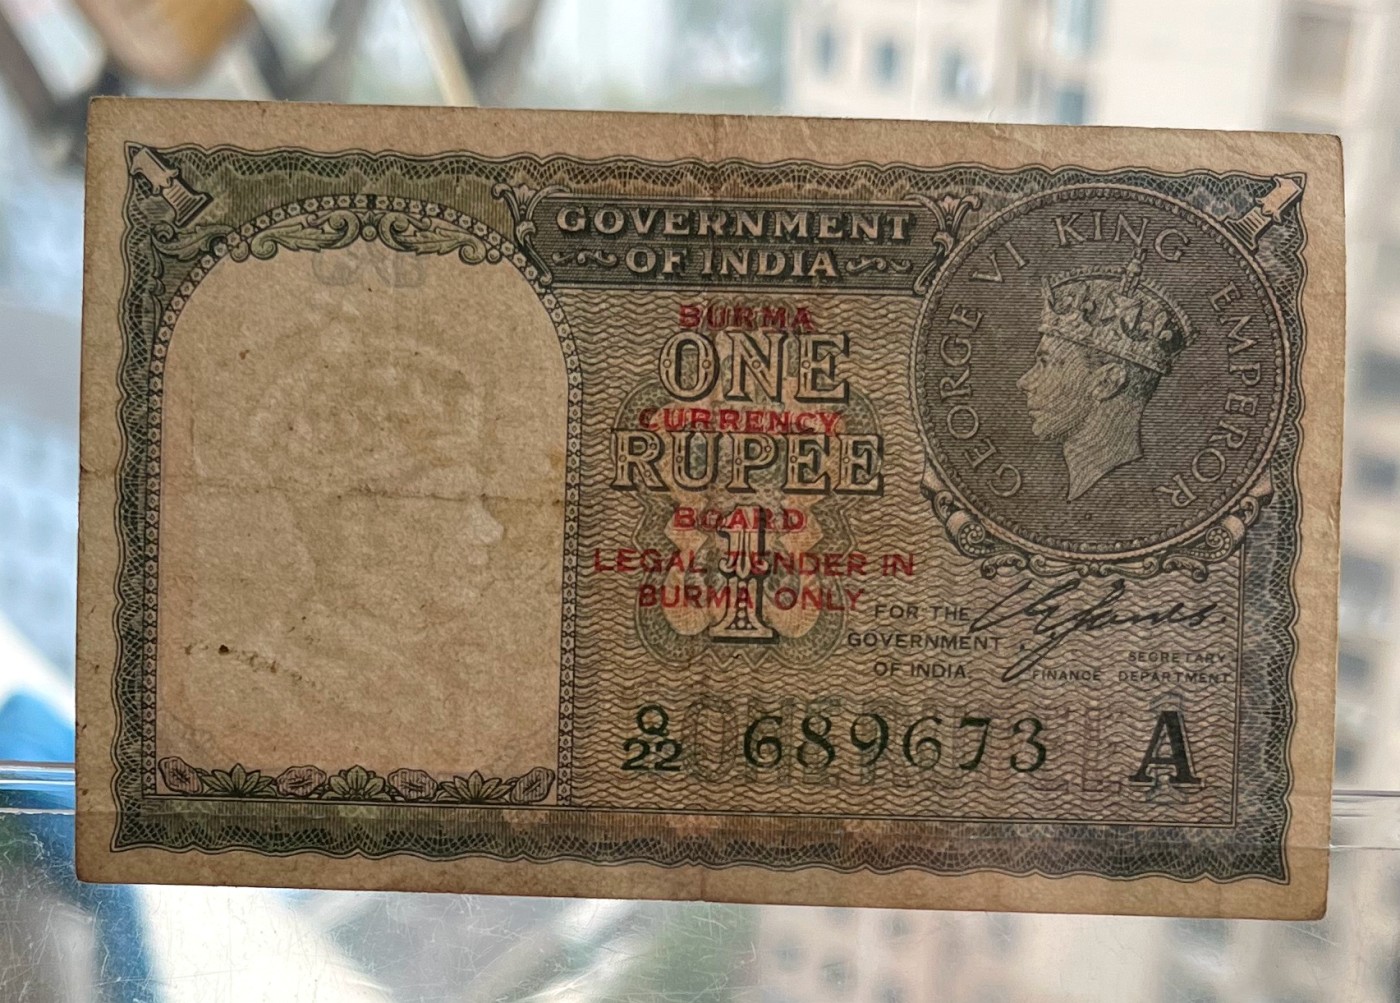 1
1
GOVERNMENT
OF INDIA
GEORGE VI KING EMPEROR
BURMA
ONE
CURRENCY
RUPEE
BOARD
1
LEGAL TENDER IN
BURMA ONLY
FOR THE
GOVERNMENT
OF INDIA.
SECRETARY,
FINANCE DEPARTMENT.
Q/22 689673 A